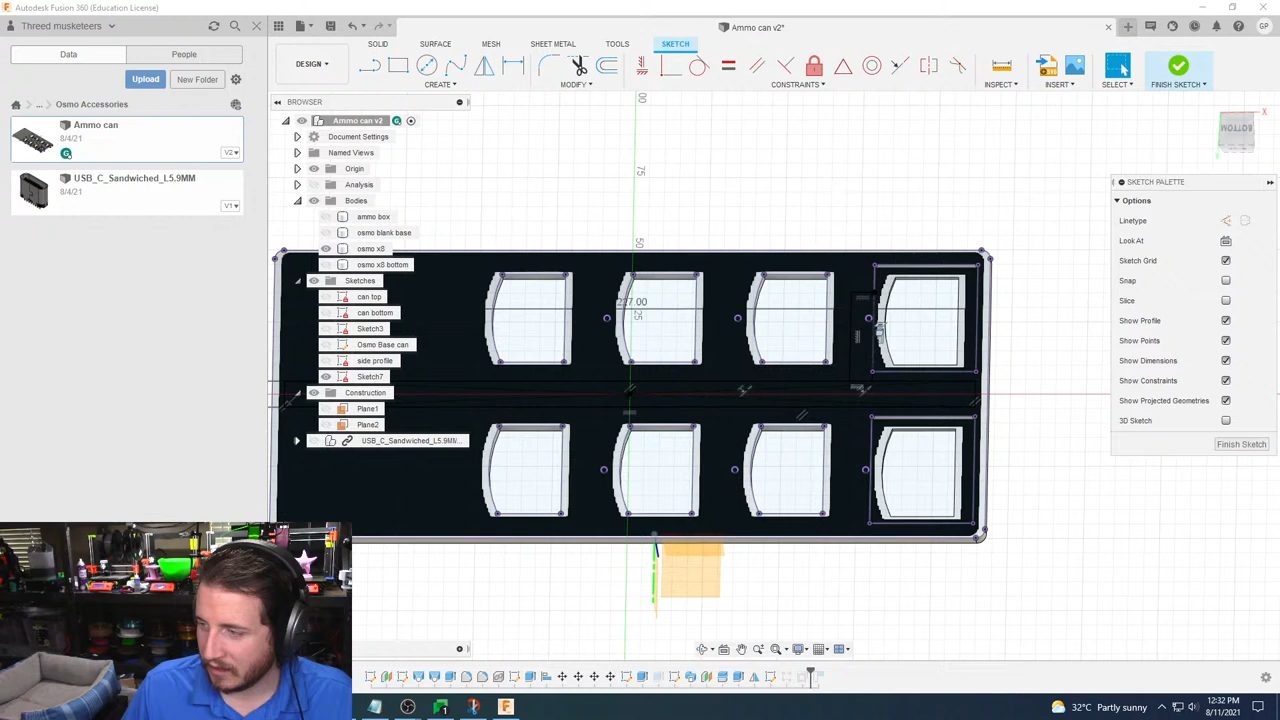 Autodesk Fusion 360 (Education License)
Threed musketeers
Ammo can v2*
GP
Data
People
Upload
New Folder
... Osmo Accessories
Ammo can
8/4/21
V2
USB_C_Sandwiched_L5.9MM
8/4/21
V1
DESIGN
SOLID
SURFACE
MESH
SHEET METAL
TOOLS
SKETCH
CREATE
MODIFY
CONSTRAINTS
INSPECT
INSERT
SELECT
FINISH SKETCH
BROWSER
Ammo can v2
Document Settings
Named Views
Origin
Analysis
Bodies
ammo box
osmo blank base
osmo x8
osmo x8 bottom
Sketches
can top
can bottom
Sketch3
Osmo Base can
side profile
Sketch7
Construction
Plane1
Plane2
USB_C_Sandwiched_L5.9MM...
75
50
25
BOTTOM
X
SKETCH PALETTE
Options
Linetype
Look At
Sketch Grid
Snap
Slice
Show Profile
Show Points
Show Dimensions
Show Constraints
Show Projected Geometries
3D Sketch
Finish Sketch
32°C Partly sunny
12:32 PM
8/11/2021